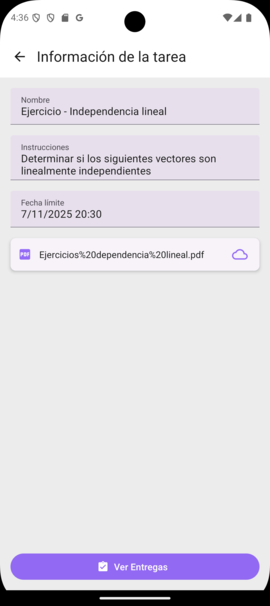 4:36 G
Información de la tarea
Nombre
Ejercicio - Independencia lineal
Instrucciones
Determinar si los siguientes vectores son
linealmente independientes
Fecha límite
7/11/2025 20:30
PDF Ejercicios%20dependencia%20lineal.pdf
Ver Entregas